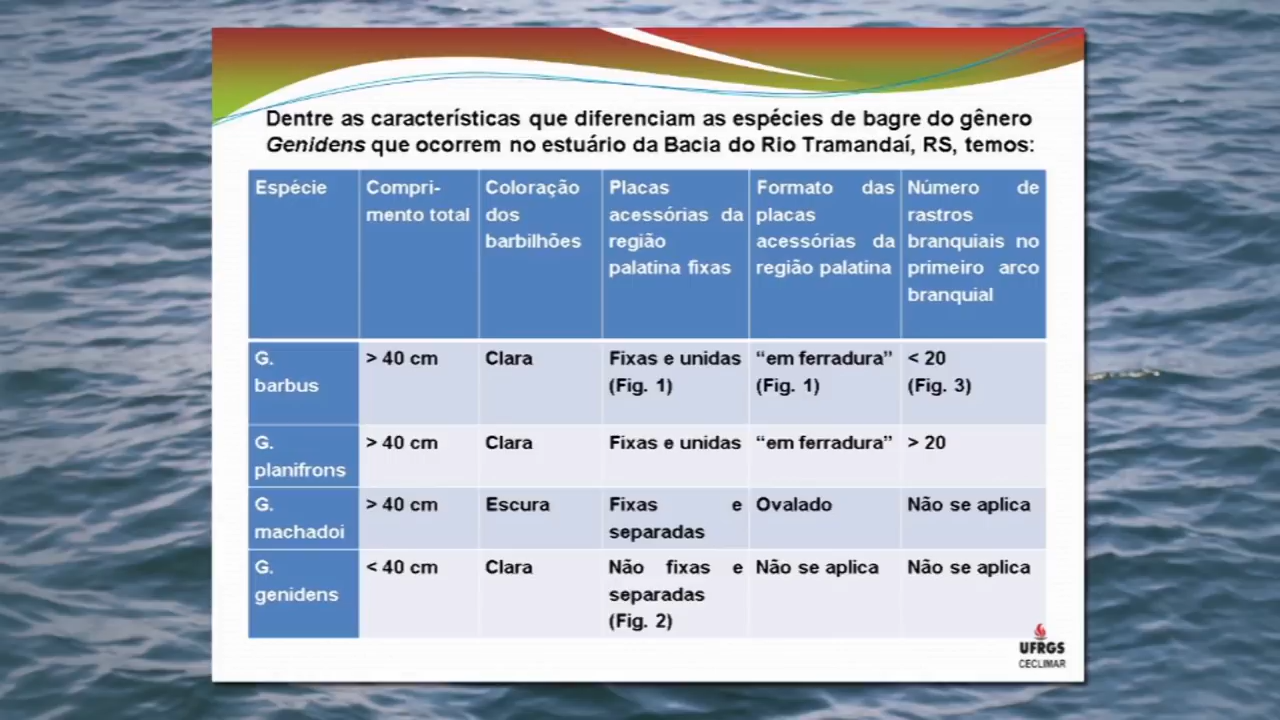 Dentre as características que diferenciam as espécies de bagre do gênero
Genidens que ocorrem no estuário da Bacia do Rio Tramandaí, RS, temos:
Espécie
Compri-
mento total
Coloração
dos
barbilhões
Placas
acessórias da
região
palatina fixas
Formato das
placas
acessórias da
região palatina
Número de
rastros
branquiais no
primeiro arco
branquial
G.
barbus
> 40 cm
Clara
Fixas e unidas
(Fig. 1)
“em ferradura”
(Fig. 1)
< 20
(Fig. 3)
G.
planifrons
> 40 cm
Clara
Fixas e unidas
“em ferradura”
> 20
G.
machadoi
> 40 cm
Escura
Fixas e
separadas
Ovalado
Não se aplica
G.
genidens
< 40 cm
Clara
Não fixas e
separadas
(Fig. 2)
Não se aplica
Não se aplica
UFRGS
CECLIMAR